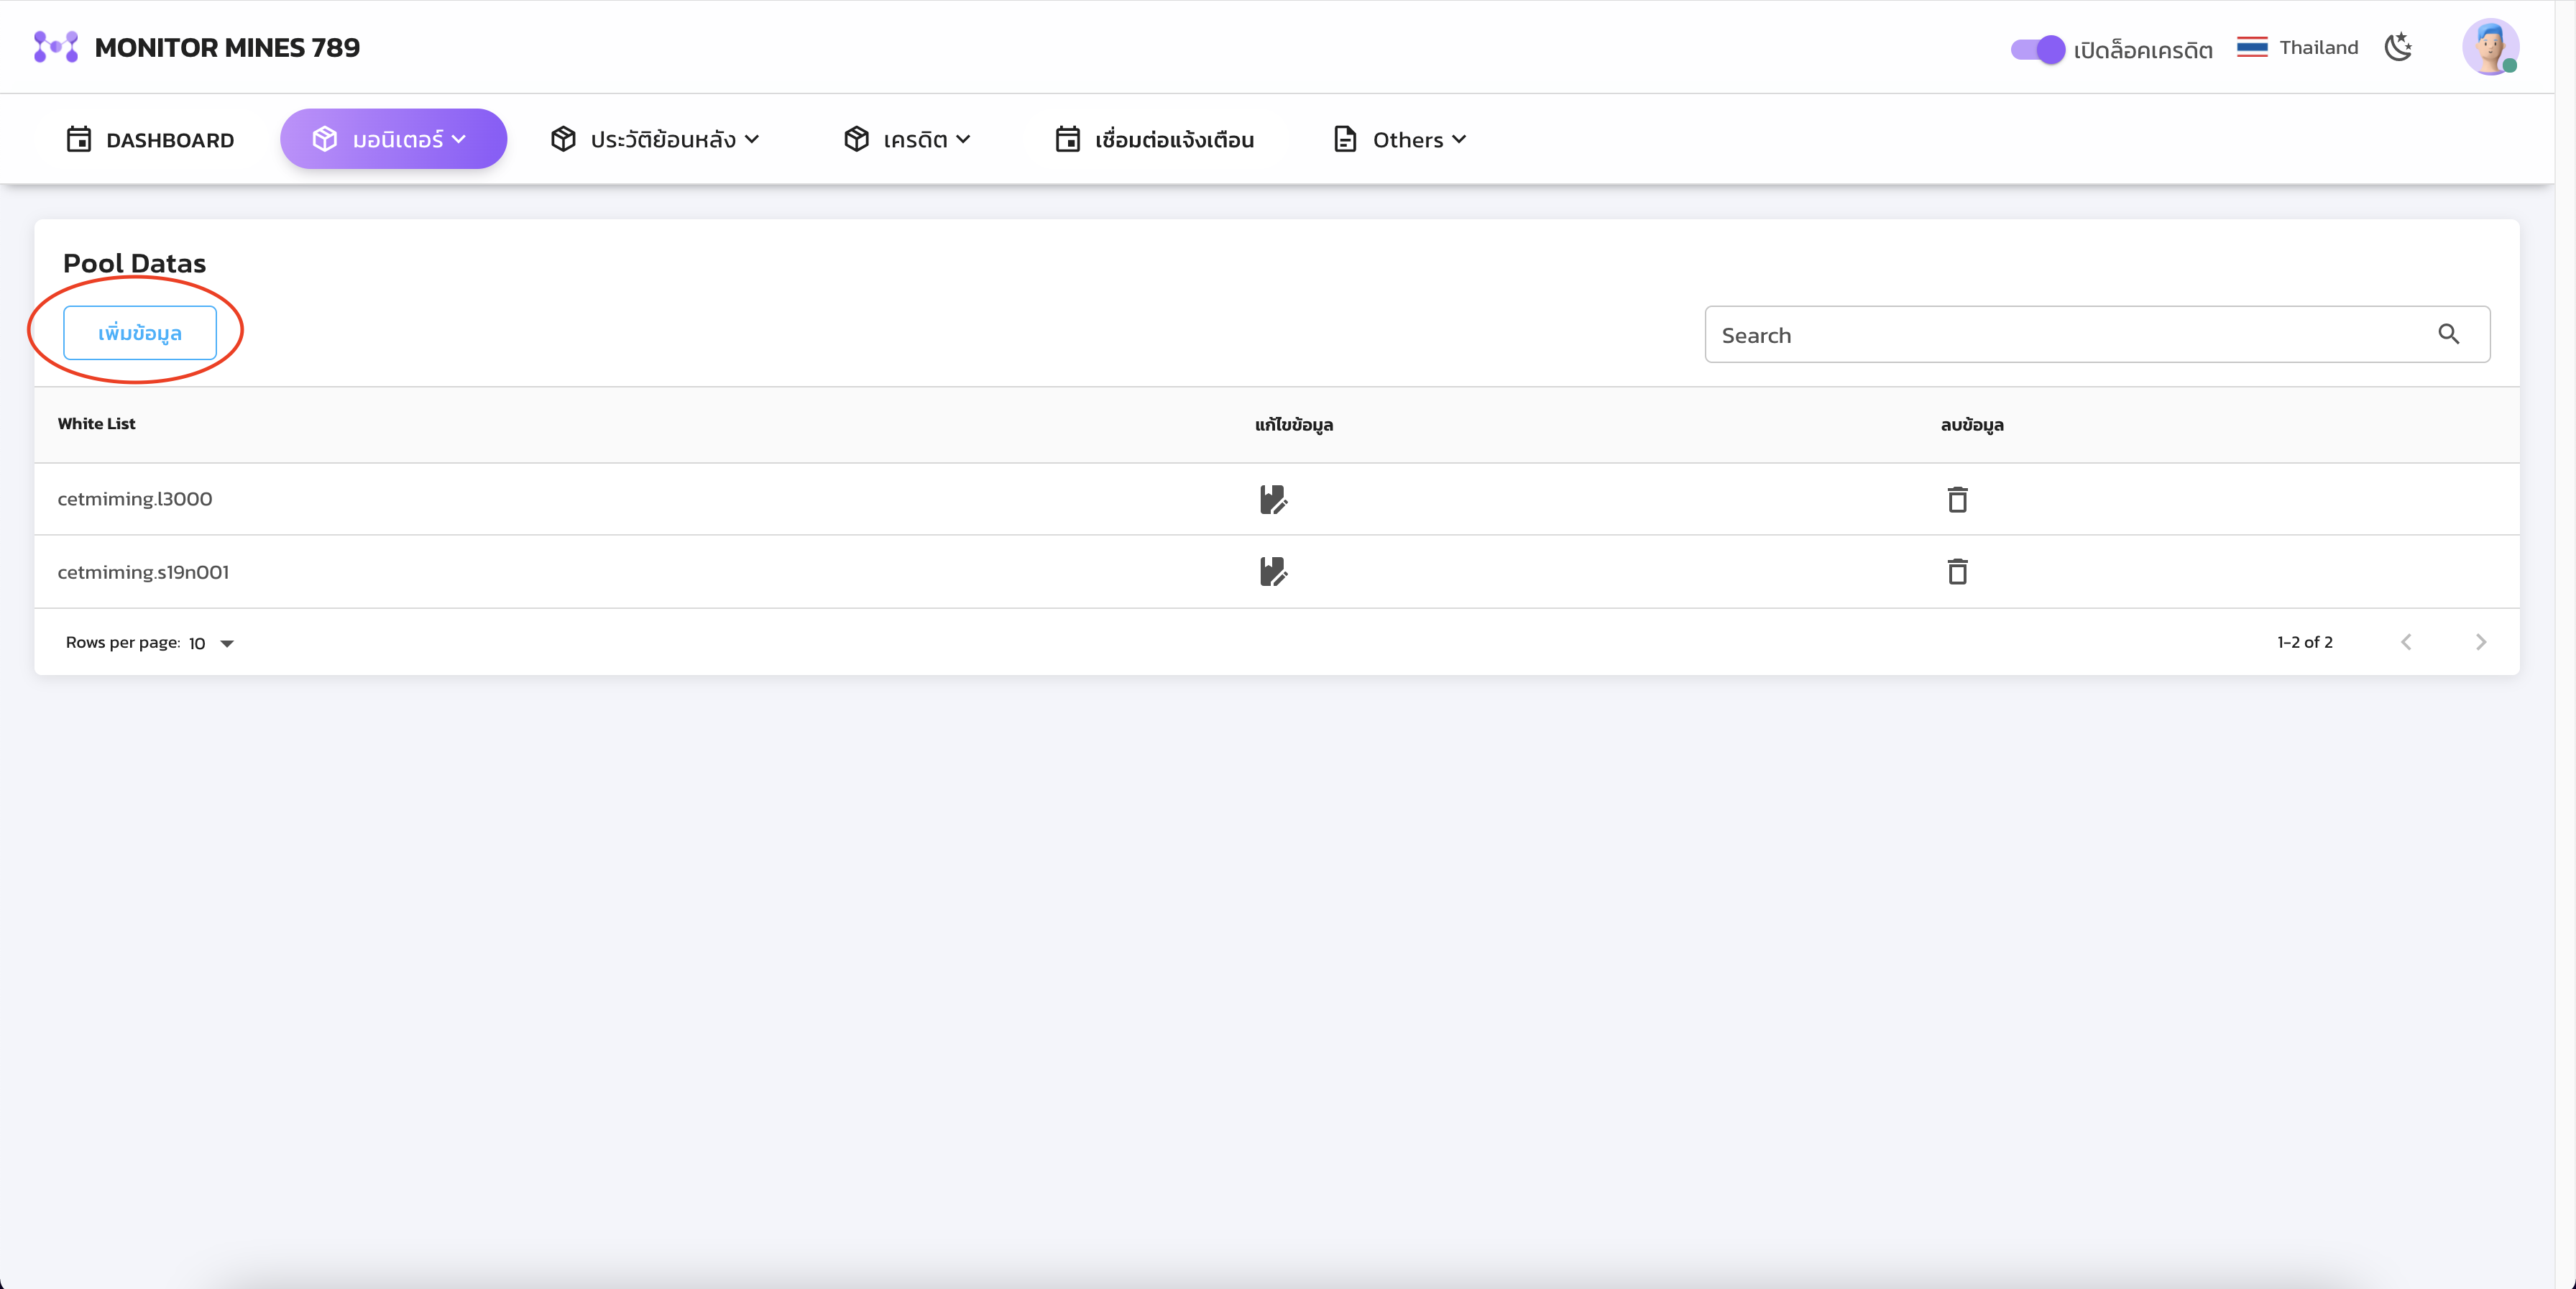 MONITOR MINES 789
เปิดล็อคเครดิต
Thailand
DASHBOARD
มอนิเตอร์
ประวัติย้อนหลัง
เครดิต
เชื่อมต่อแจ้งเตือน
Others
Pool Datas
เพิ่มข้อมูล
Search
White List
แก้ไขข้อมูล
ลบข้อมูล
cetmiming.l3000
cetmiming.s19n001
Rows per page: 10
1-2 of 2